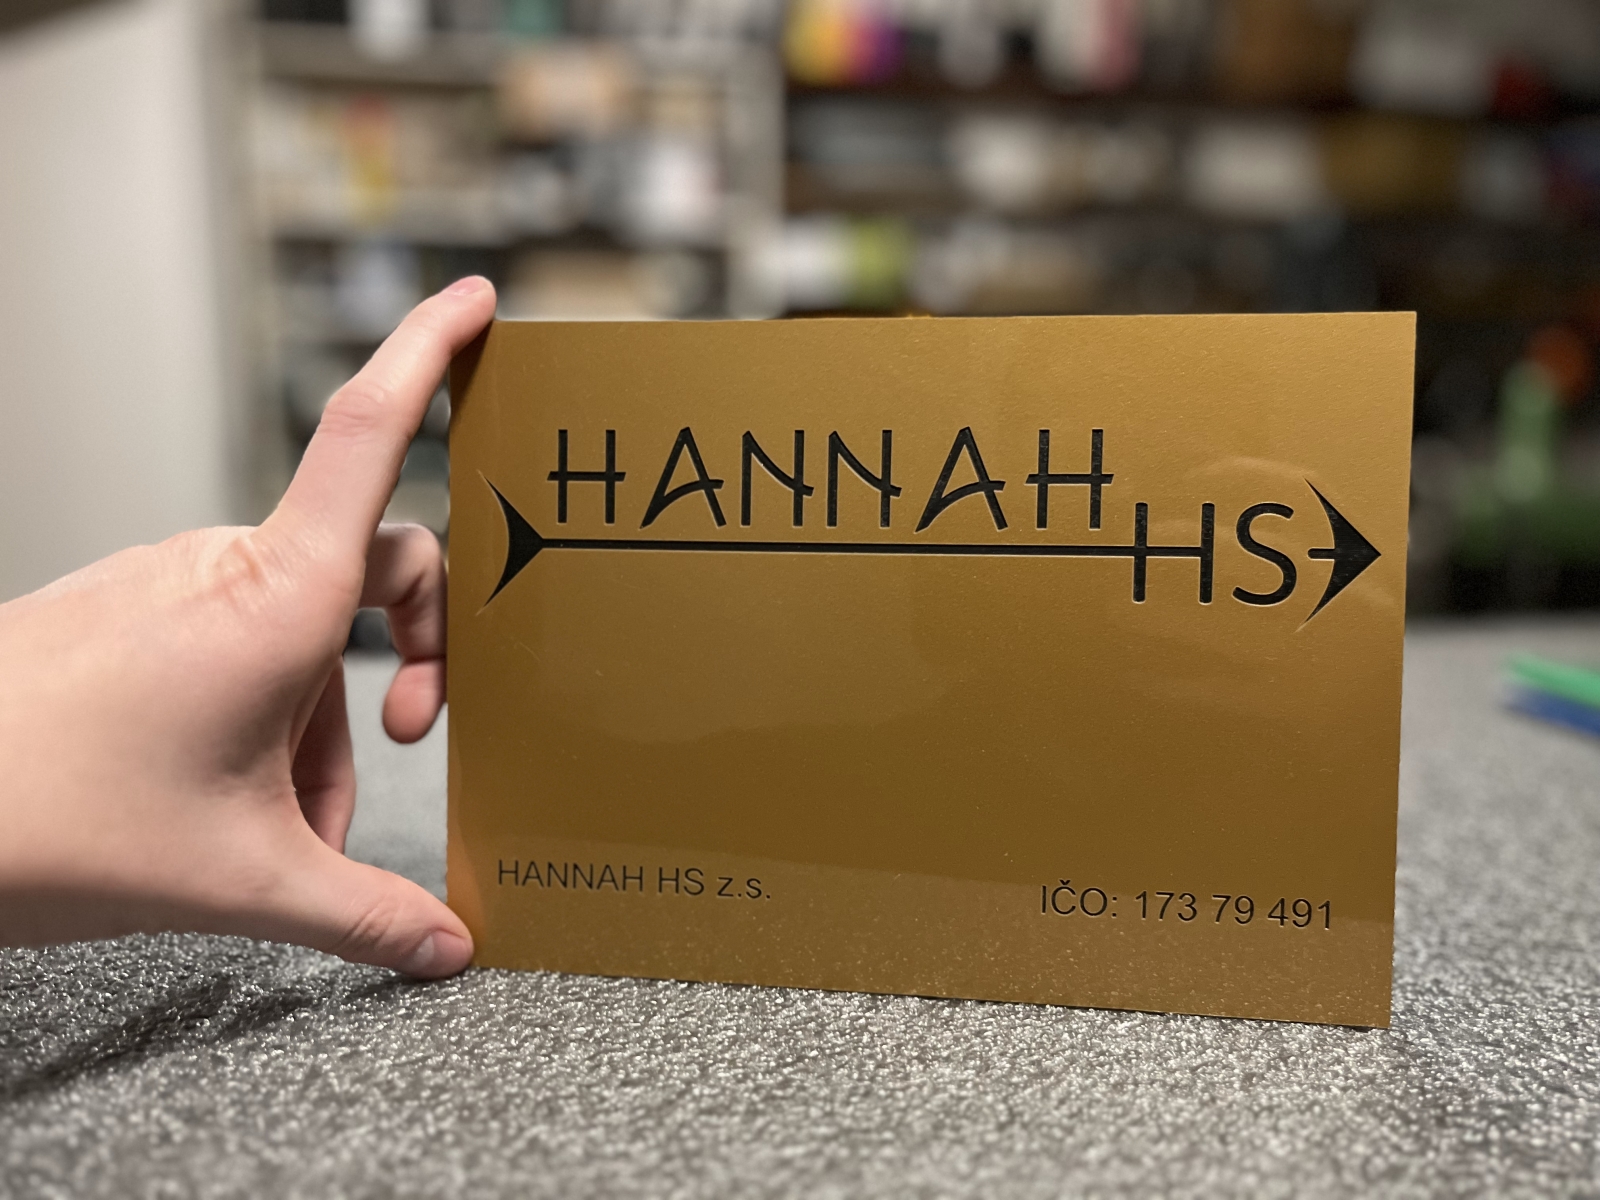 HANNAH
HS
HANNAH HS z.s.
IČO: 173 79 491